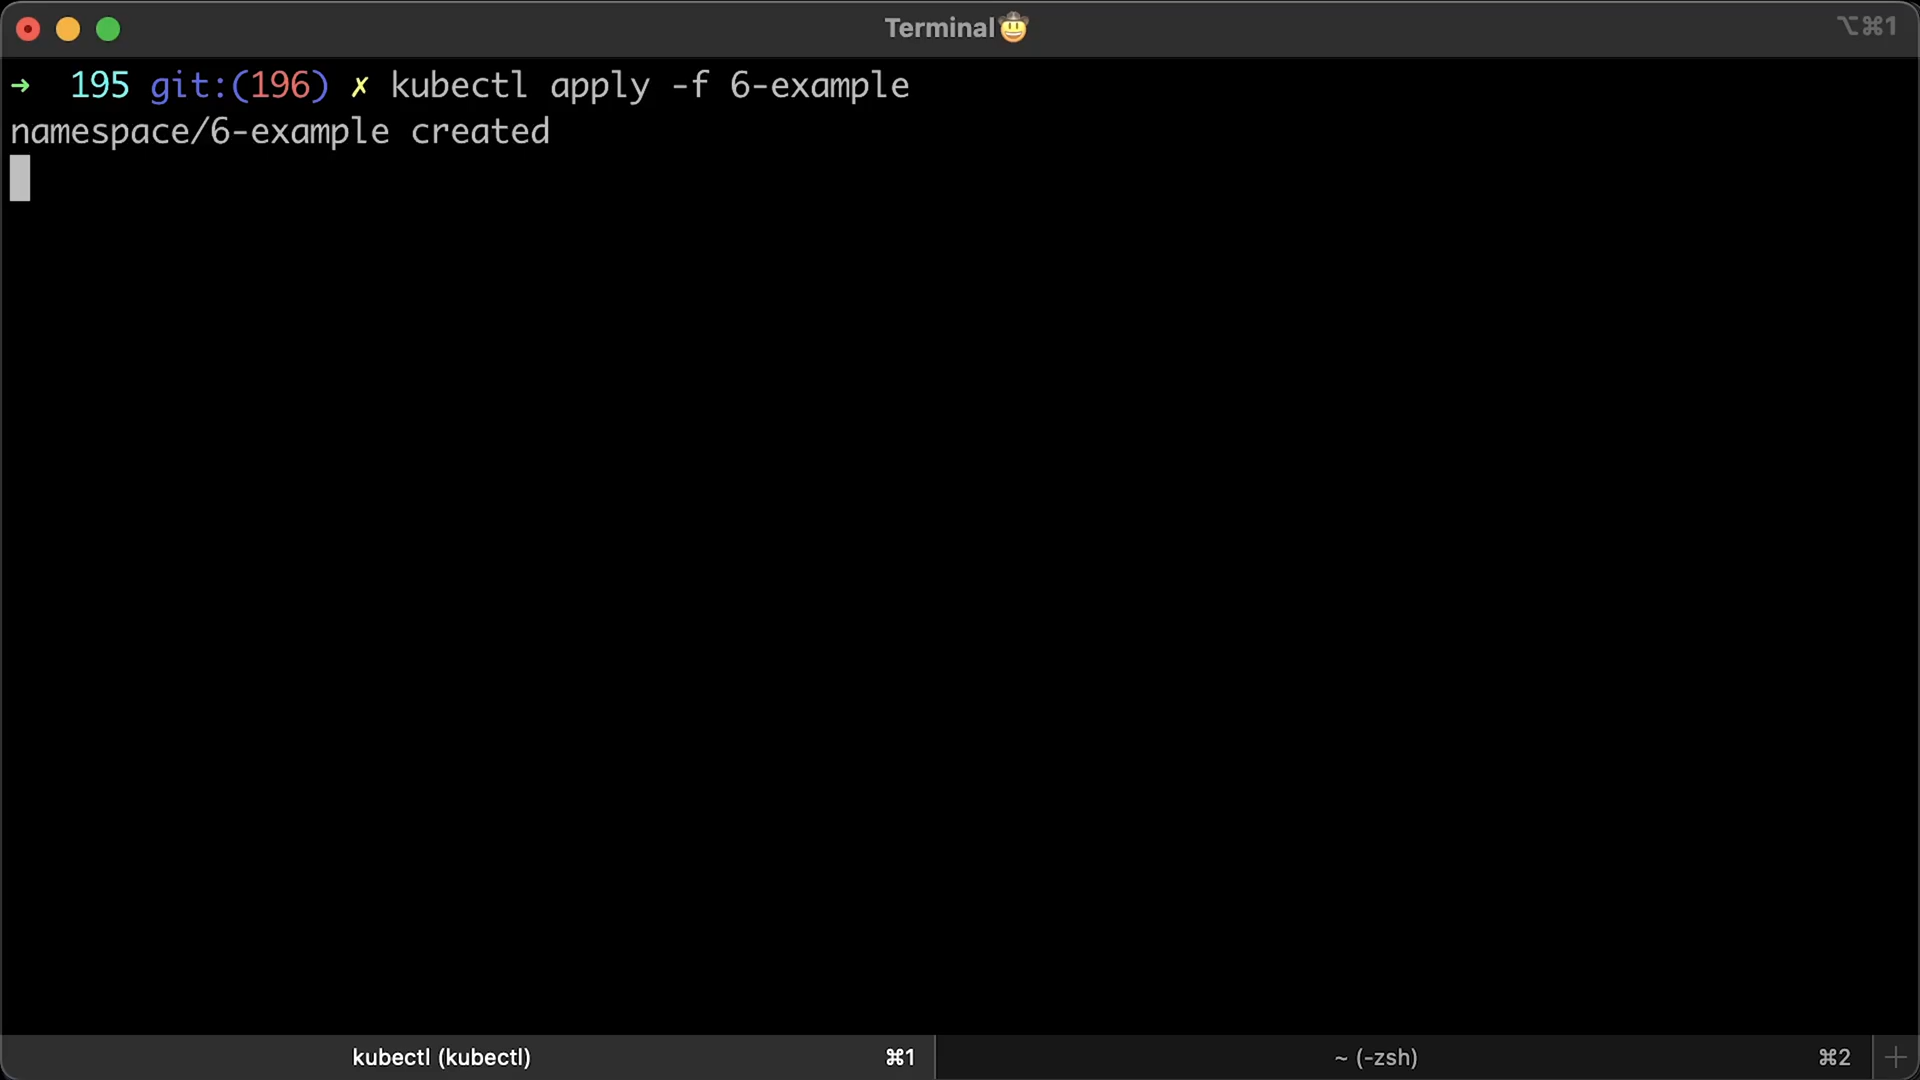 Terminal🤠
⌥⌘1
➜ 195 git:(196) ✗ kubectl apply -f 6-example
namespace/6-example created
kubectl (kubectl) ⌘1
~ (-zsh) ⌘2 +